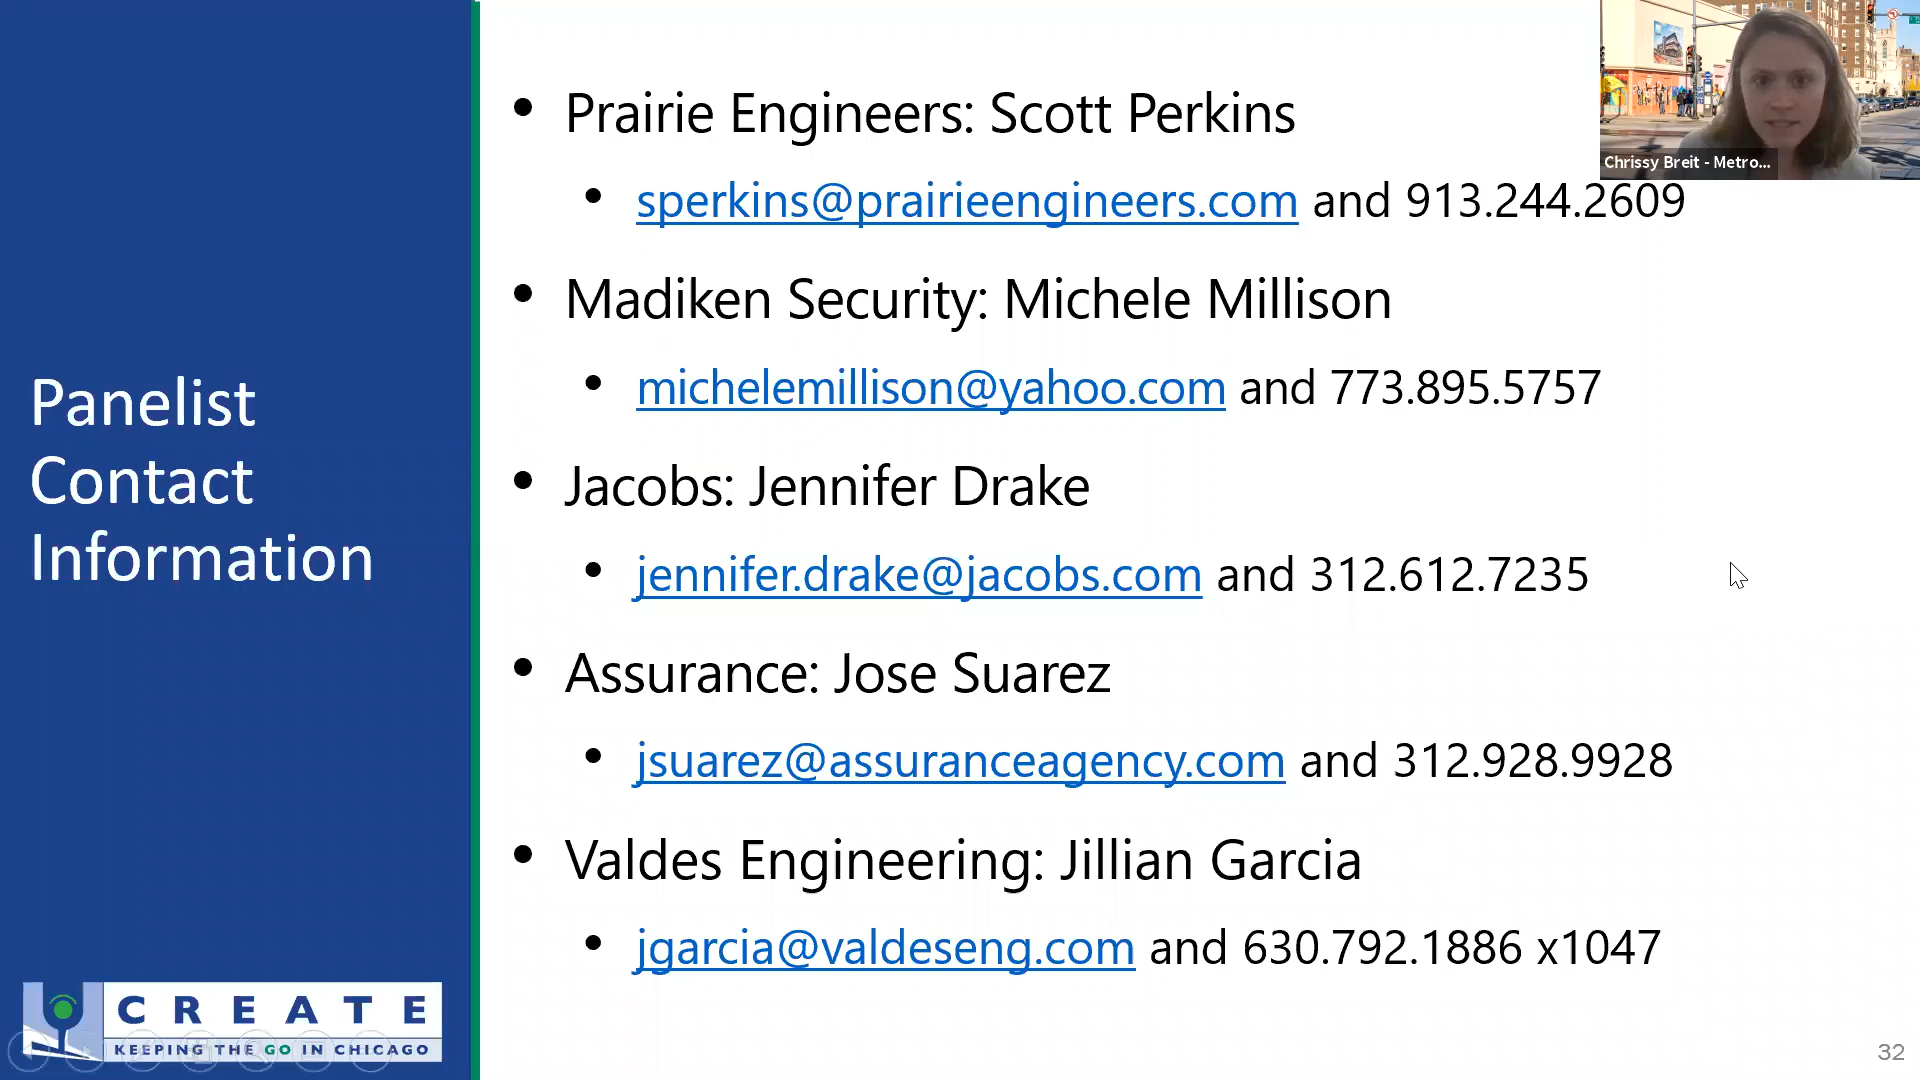 Panelist
Contact
Information
• Prairie Engineers: Scott Perkins
• sperkins@prairieengineers.com and 913.244.2609
• Madiken Security: Michele Millison
• michelemillison@yahoo.com and 773.895.5757
• Jacobs: Jennifer Drake
• jennifer.drake@jacobs.com and 312.612.7235
• Assurance: Jose Suarez
• jsuarez@assuranceagency.com and 312.928.9928
• Valdes Engineering: Jillian Garcia
• jgarcia@valdeseng.com and 630.792.1886 x1047
Chrissy Breit - Metro...
CREATE
KEEPING THE GO IN CHICAGO
32